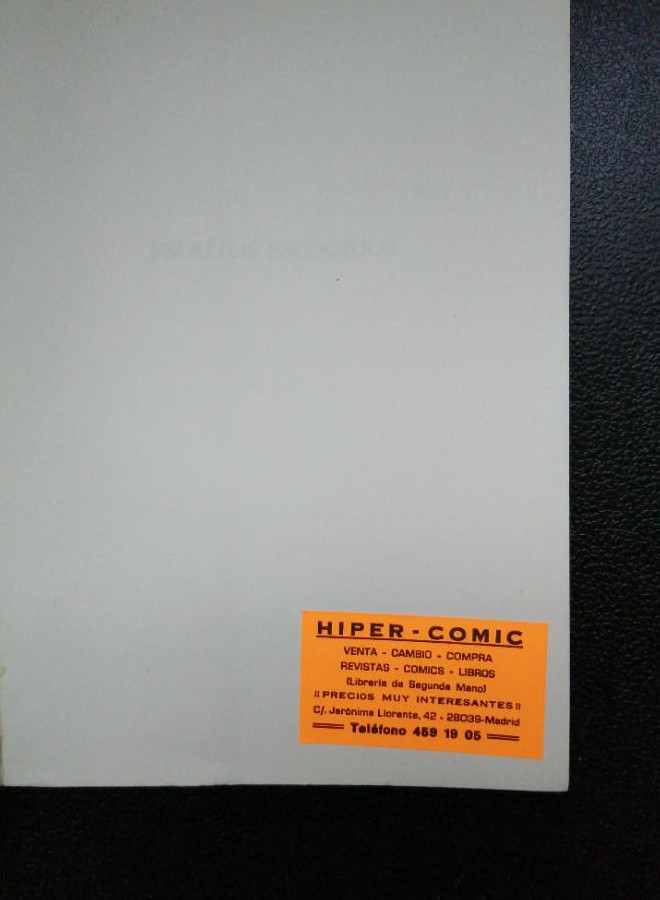 HIPER - COMIC
VENTA - CAMBIO - COMPRA
REVISTAS - COMICS - LIBROS
(Librería de Segunda Mano)
¡¡PRECIOS MUY INTERESANTES!!
C/. Jerónima Llorente, 42 - 28039-Madrid
Teléfono 459 19 05